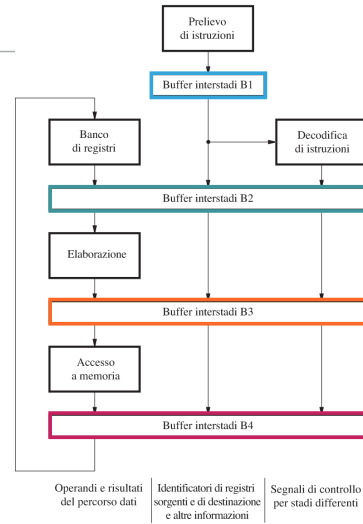 Prelievo
di istruzioni
Buffer interstadi B1
Banco
di registri
Decodifica
di istruzioni
Buffer interstadi B2
Elaborazione
Buffer interstadi B3
Accesso
a memoria
Buffer interstadi B4
Operandi e risultati
del percorso dati
Identificatori di registri
sorgenti e di destinazione
e altre informazioni
Segnali di controllo
per stadi differenti